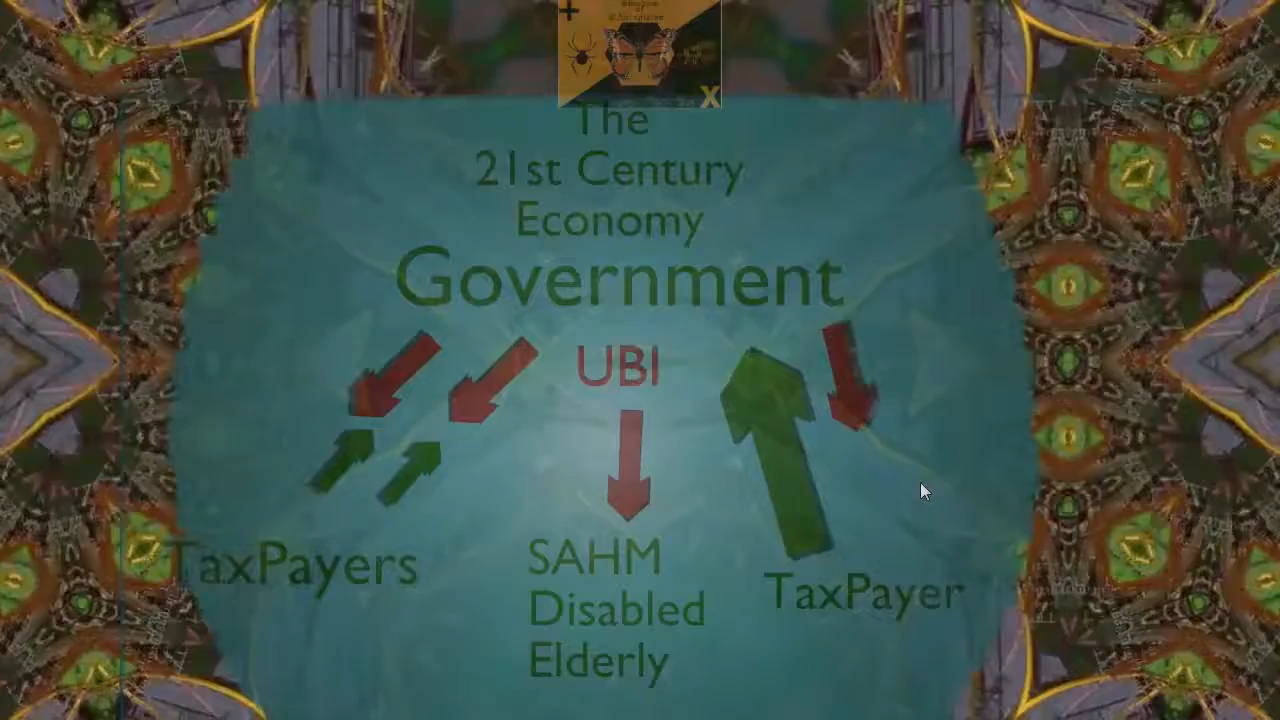 The
21st Century
Economy
Government
UBI
TaxPayers
SAHM
Disabled
Elderly
TaxPayer
X